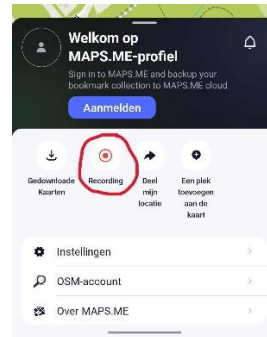 Welkom op
MAPS.ME-profiel
Sign in to MAPS.ME and backup your
bookmark collection to MAPS.ME cloud
Aanmelden
Gedownloade
Kaarten
Recording
Deel
mijn
locatie
Een plek
toevoegen
aan de
kaart
Instellingen
OSM-account
Over MAPS.ME